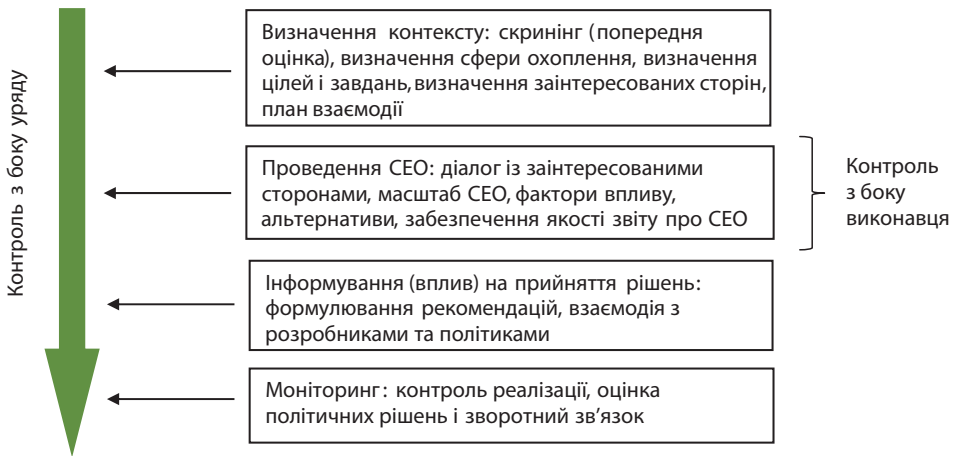 Контроль з боку уряду
Визначення контексту: скринінг (попередня
оцінка), визначення сфери охоплення, визначення
цілей і завдань, визначення заінтересованих сторін,
план взаємодії
Проведення СЕО: діалог із заінтересованими
сторонами, масштаб СЕО, фактори впливу,
альтернативи, забезпечення якості звіту про СЕО
Контроль
з боку
виконавця
Інформування (вплив) на прийняття рішень:
формулювання рекомендацій, взаємодія з
розробниками та політиками
Моніторинг: контроль реалізації, оцінка
політичних рішень і зворотний зв'язок